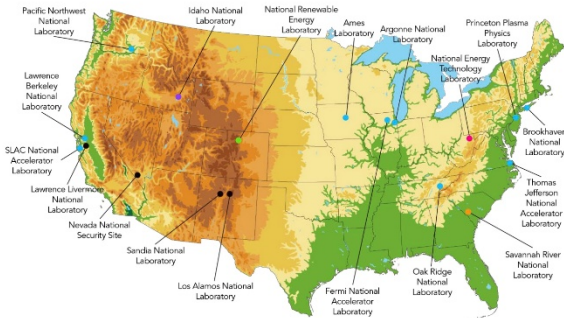 Pacific Northwest
National
Laboratory
Idaho National
Laboratory
National Renewable
Energy
Laboratory
Ames
Laboratory
Argonne National
Laboratory
Princeton Plasma
Physics
Laboratory
National Energy
Technology
Laboratory
Lawrence
Berkeley
National
Laboratory
SLAC National
Accelerator
Laboratory
Lawrence Livermore
National
Laboratory
Nevada National
Security Site
Sandia National
Laboratory
Los Alamos National
Laboratory
Fermi National
Accelerator
Laboratory
Oak Ridge
National
Laboratory
Savannah River
National
Laboratory
Thomas
Jefferson
National
Accelerator
Laboratory
Brookhaven
National
Laboratory